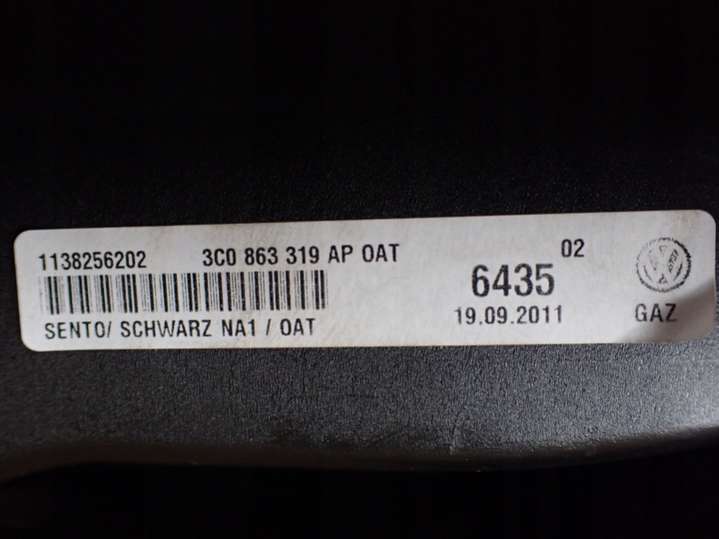 1138256202 3C0 863 319 AP OAT 02
6435
SENTO/ SCHWARZ NA1 / OAT 19.09.2011 GAZ